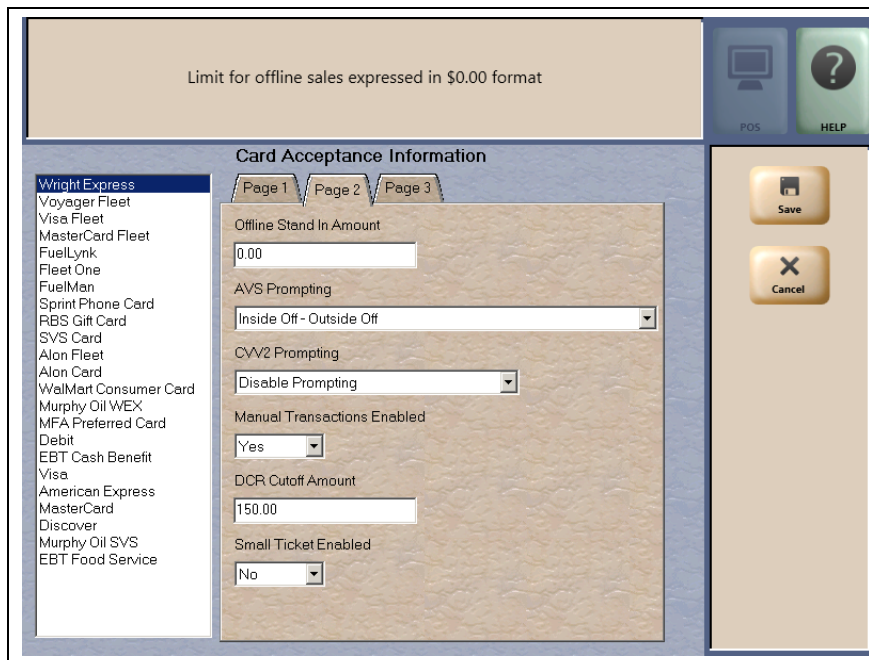 Limit for offline sales expressed in $0.00 format
POS
HELP
Card Acceptance Information
Wright Express
Voyager Fleet
Visa Fleet
MasterCard Fleet
FuelLynk
Fleet One
FuelMan
Sprint Phone Card
RBS Gift Card
SVS Card
Alon Fleet
Alon Card
WalMart Consumer Card
Murphy Oil WEX
MFA Preferred Card
Debit
EBT Cash Benefit
Visa
American Express
MasterCard
Discover
Murphy Oil SVS
EBT Food Service
Page 1
Page 2
Page 3
Offline Stand In Amount
0.00
AVS Prompting
Inside Off - Outside Off
CVV2 Prompting
Disable Prompting
Manual Transactions Enabled
Yes
DCR Cutoff Amount
150.00
Small Ticket Enabled
No
Save
Cancel